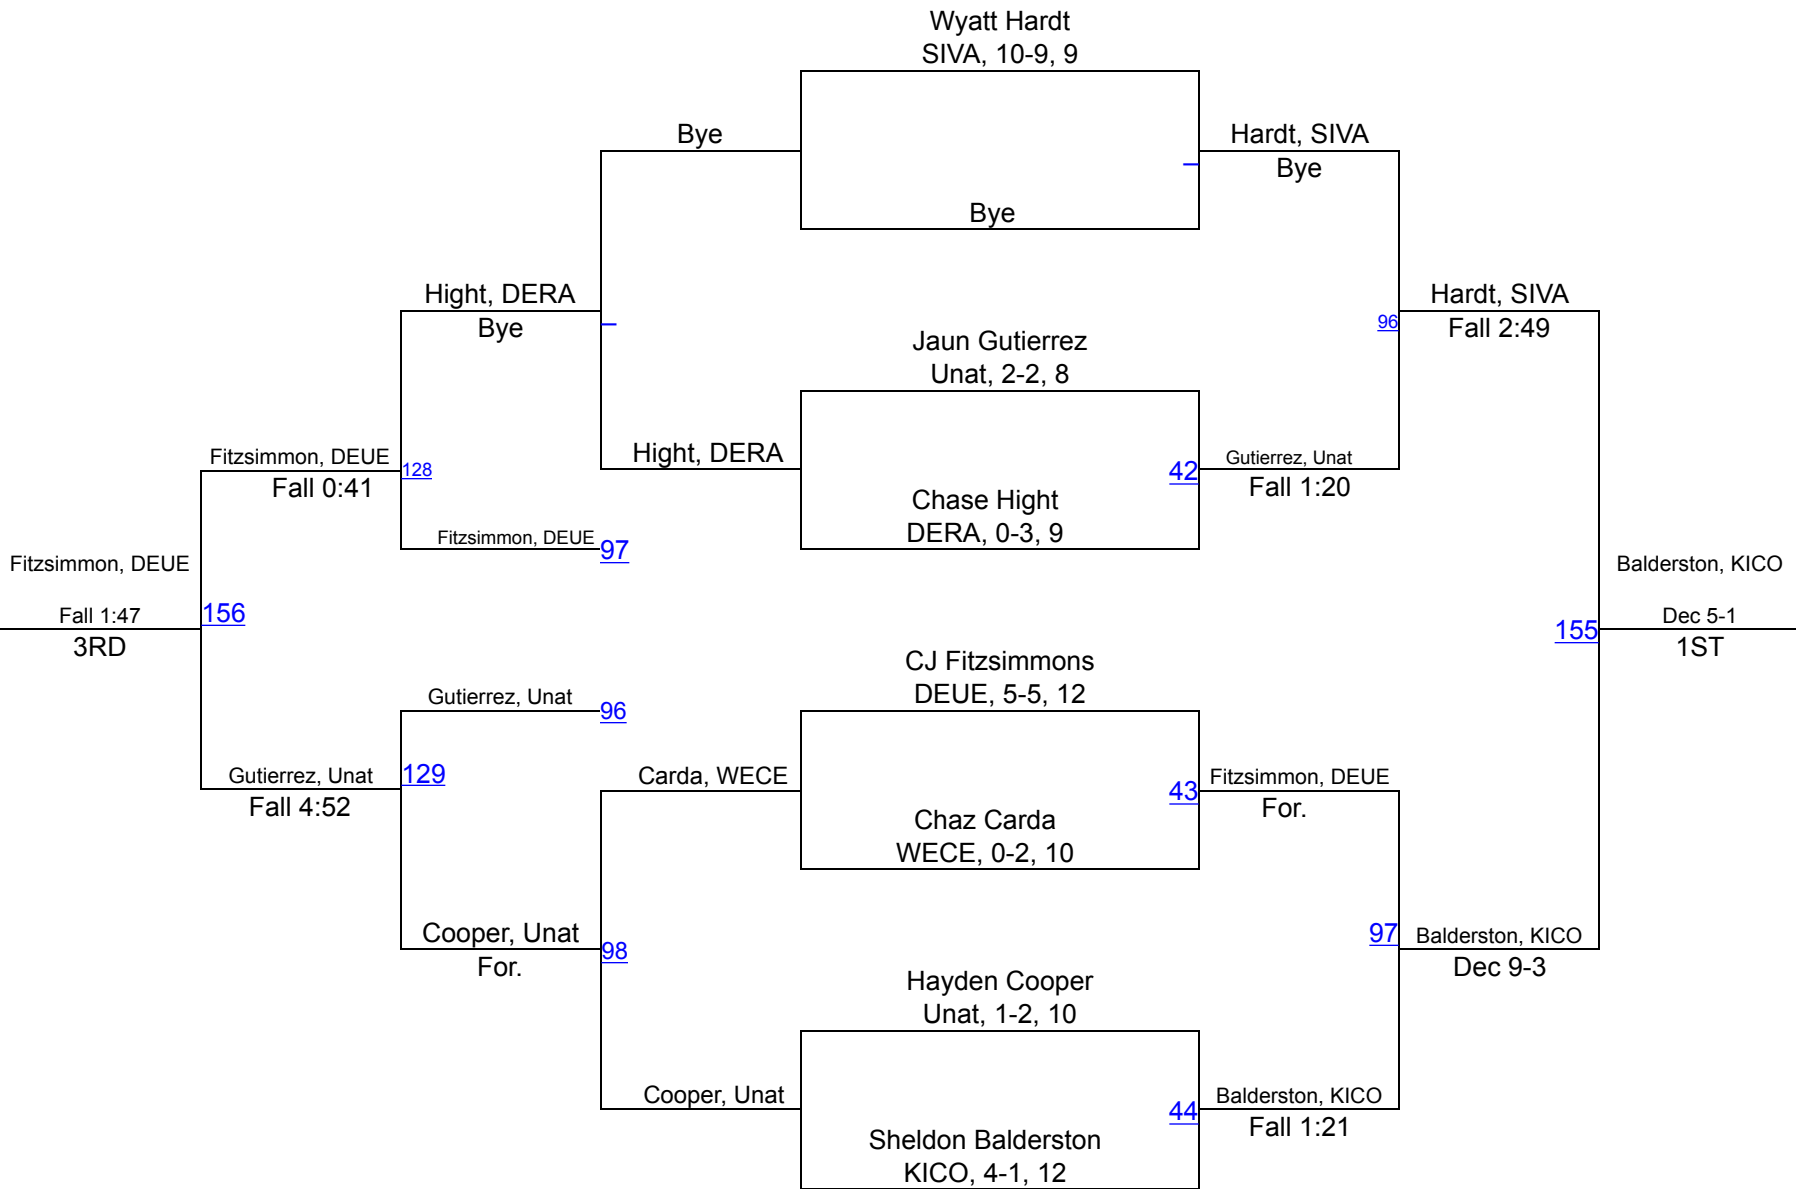 Wyatt Hardt
SIVA, 10-9, 9
Bye
Hardt, SIVA
Bye
Bye
Hight, DERA
Bye
Hardt, SIVA
Fall 2:49
96
Jaun Gutierrez
Unat, 2-2, 8
Hight, DERA
42
Gutierrez, Unat
Fall 1:20
Fitzsimmon, DEUE
Fall 0:41
128
Chase Hight
DERA, 0-3, 9
Fitzsimmon, DEUE
97
Fitzsimmon, DEUE
Fall 1:47
3RD
156
Balderston, KICO
155
Dec 5-1
1ST
CJ Fitzsimmons
DEUE, 5-5, 12
Gutierrez, Unat
96
Gutierrez, Unat
Fall 4:52
129
Carda, WECE
43
Fitzsimmon, DEUE
For.
Chaz Carda
WECE, 0-2, 10
Cooper, Unat
For.
98
97
Balderston, KICO
Dec 9-3
Hayden Cooper
Unat, 1-2, 10
Cooper, Unat
44
Balderston, KICO
Fall 1:21
Sheldon Balderston
KICO, 4-1, 12